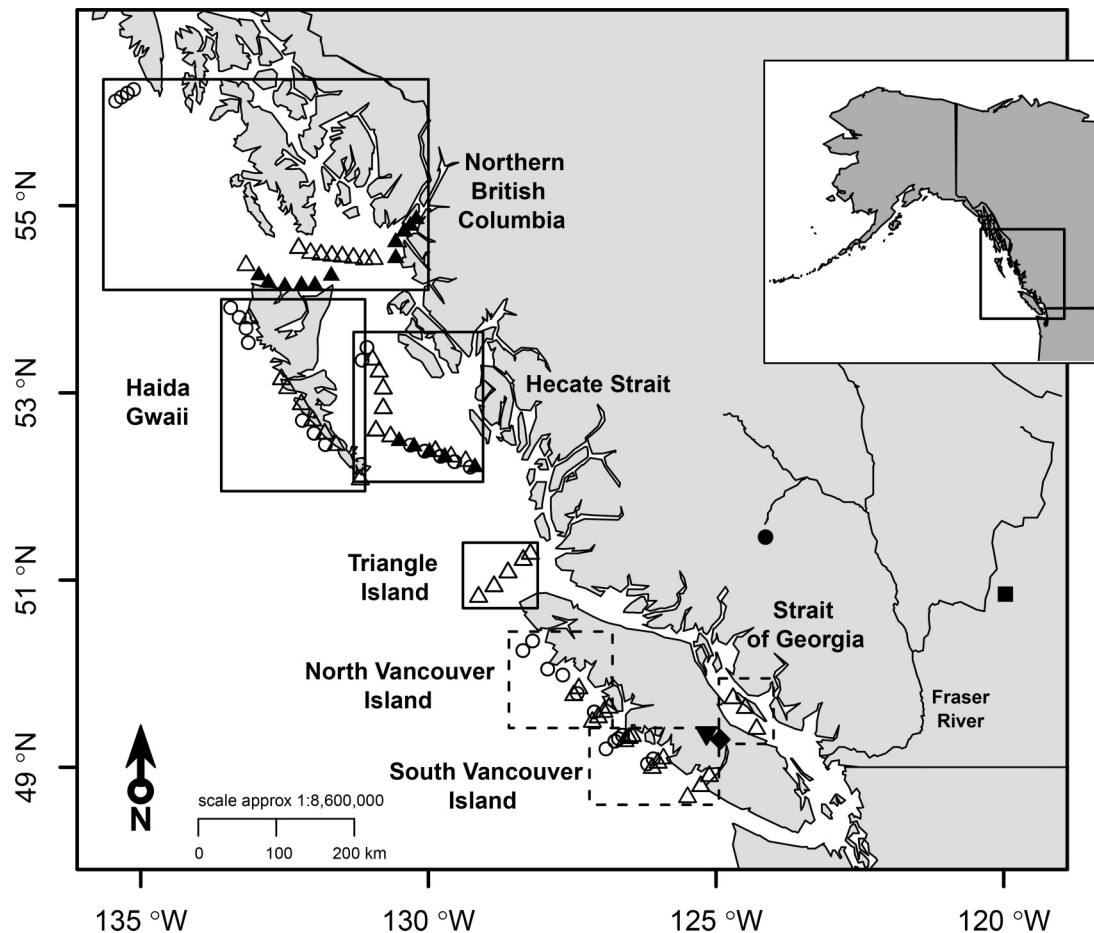 Northern
British
Columbia
55 °N
53 °N
51 °N
49 °N
Haida
Gwaii
Hecate Strait
Triangle
Island
Strait
of Georgia
North Vancouver
Island
Fraser
River
South Vancouver
Island
N
scale approx 1:8,600,000
0 100 200 km
135 °W 130 °W 125 °W 120 °W